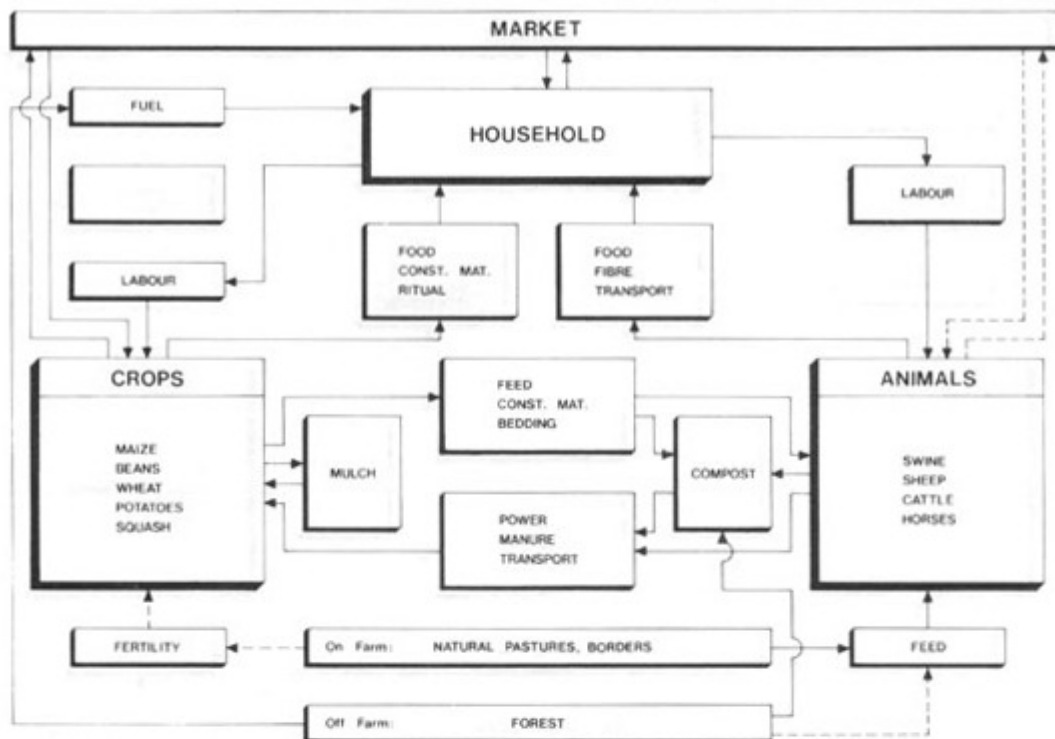 MARKET
FUEL
HOUSEHOLD
LABOUR
LABOUR
FOOD
CONST. MAT.
RITUAL
FOOD
FIBRE
TRANSPORT
CROPS
MAIZE
BEANS
WHEAT
POTATOES
SQUASH
FEED
CONST. MAT.
BEDDING
MULCH
COMPOST
POWER
MANURE
TRANSPORT
ANIMALS
SWINE
SHEEP
CATTLE
HORSES
FERTILITY
On Farm: NATURAL PASTURES, BORDERS
FEED
Off Farm: FOREST